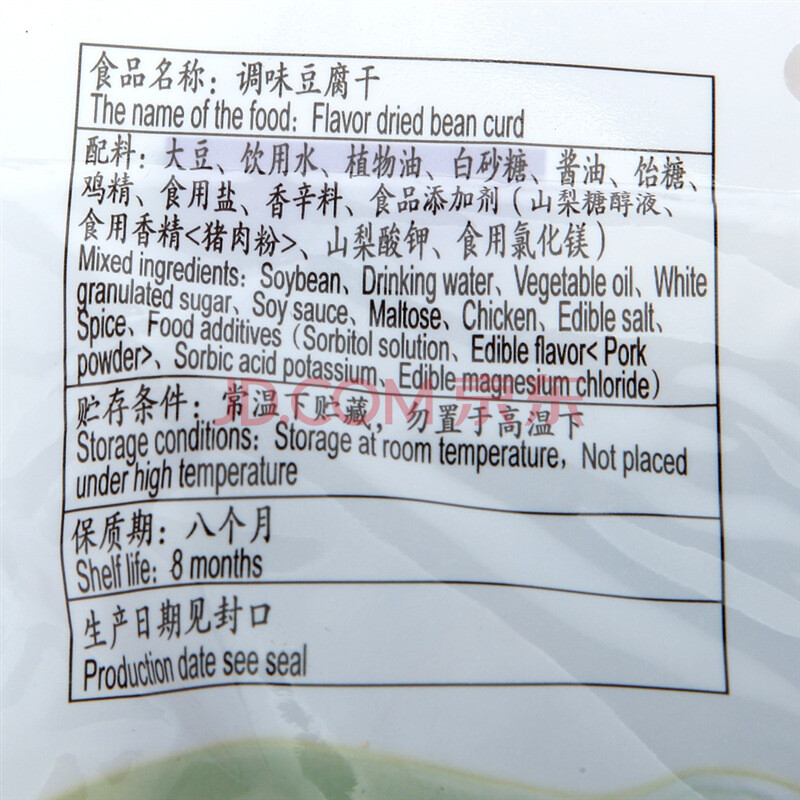 食品名称：调味豆腐干
The name of the food: Flavor dried bean curd
配料：大豆、饮用水、植物油、白砂糖、酱油、饴糖、
鸡精、食用盐、香辛料、食品添加剂（山梨糖醇液、
食用香精<猪肉粉>、山梨酸钾、食用氯化镁）
Mixed ingredients: Soybean、Drinking water、Vegetable oil、White
granulated sugar、Soy sauce、Maltose、Chicken、Edible salt、
Spice、Food additives（Sorbitol solution、Edible flavor< Pork
powder>、Sorbic acid potassium、Edible magnesium chloride）
贮存条件：常温下贮藏，勿置于高温下
JD.COM 京东
Storage conditions: Storage at room temperature，Not placed
under high temperature
保质期：八个月
Shelf life: 8 months
生产日期见封口
Production date see seal